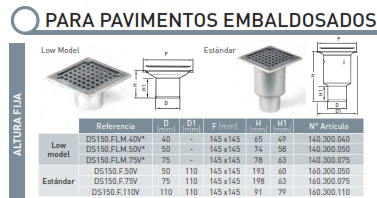 PARA PAVIMENTOS EMBALDOSADOS
ALTURA FIJA
Low Model
Estándar
F
H
H1
D
F
H
H1
D
D1
Referencia D (mm) D1 (mm) F (mm) H (mm) H1 (mm) Nº Artículo
Low model
DS150.FLM.40V* 40 - 145 x 145 65 49 140.300.040
DS150.FLM.50V* 50 - 145 x 145 74 58 140.300.050
DS150.FLM.75V* 75 - 145 x 145 78 63 140.300.075
Estándar
DS150.F.50V 50 110 145 x 145 193 60 160.300.050
DS150.F.75V 75 110 145 x 145 198 63 160.300.075
DS150.F.110V 110 110 145 x 145 91 79 160.300.110